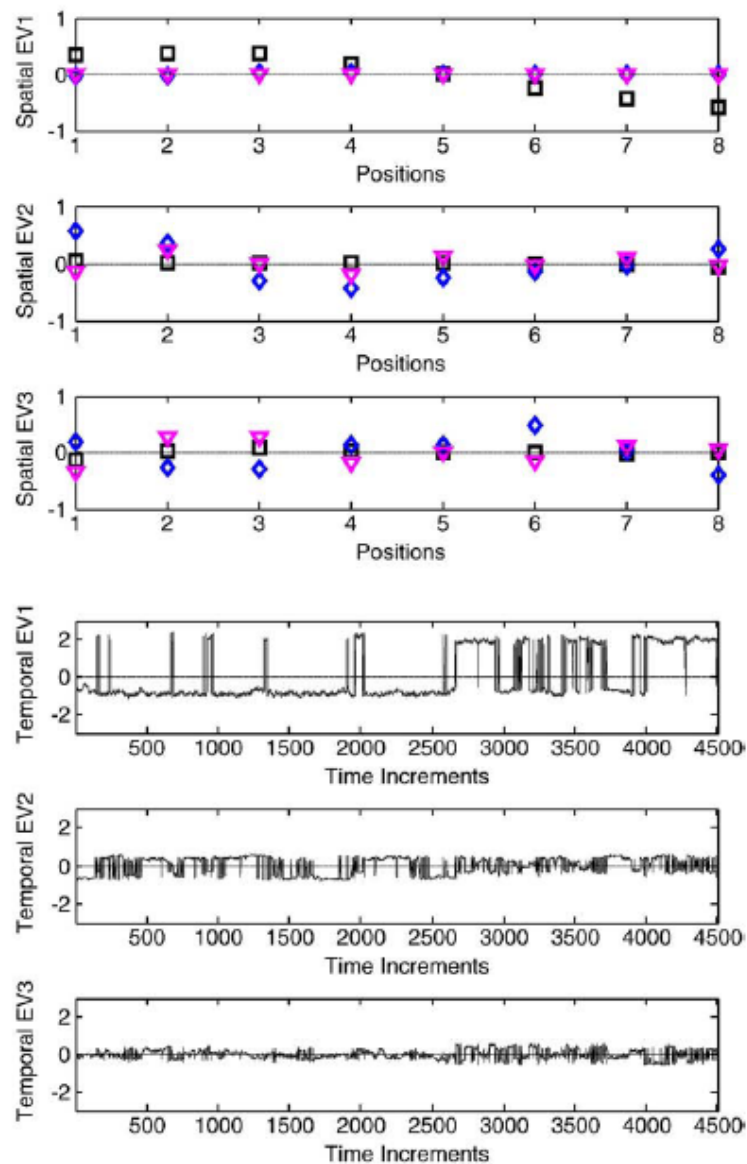 Spatial EV1
1
0
-1
1 2 3 4 5 6 7 8
Positions
Spatial EV2
1
0
-1
1 2 3 4 5 6 7 8
Positions
Spatial EV3
1
0
-1
1 2 3 4 5 6 7 8
Positions
Temporal EV1
2
0
-2
500 1000 1500 2000 2500 3000 3500 4000 4500
Time Increments
Temporal EV2
2
0
-2
500 1000 1500 2000 2500 3000 3500 4000 4500
Time Increments
Temporal EV3
2
0
-2
500 1000 1500 2000 2500 3000 3500 4000 4500
Time Increments